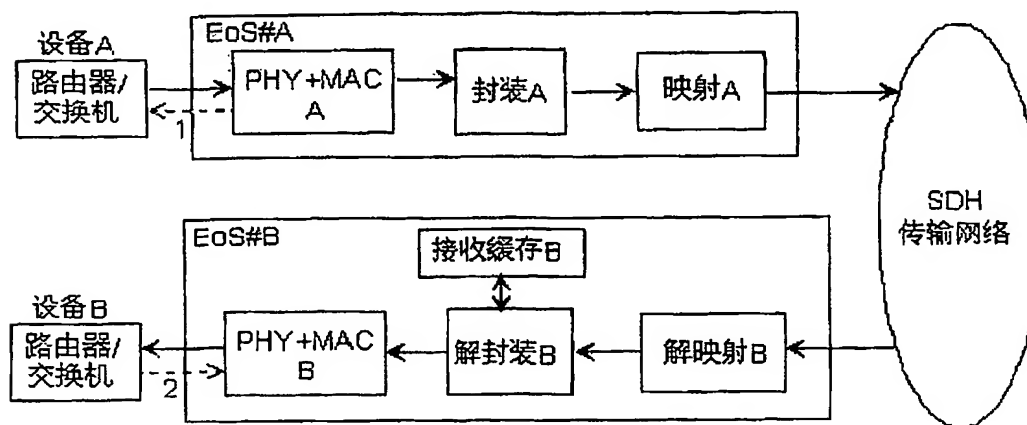 EoS#A
设备A
路由器/
交换机
1
PHY+MAC
A
封装A
映射A
SDH
传输网络
EoS#B
接收缓存B
设备B
路由器/
交换机
2
PHY+MAC
B
解封装B
解映射B